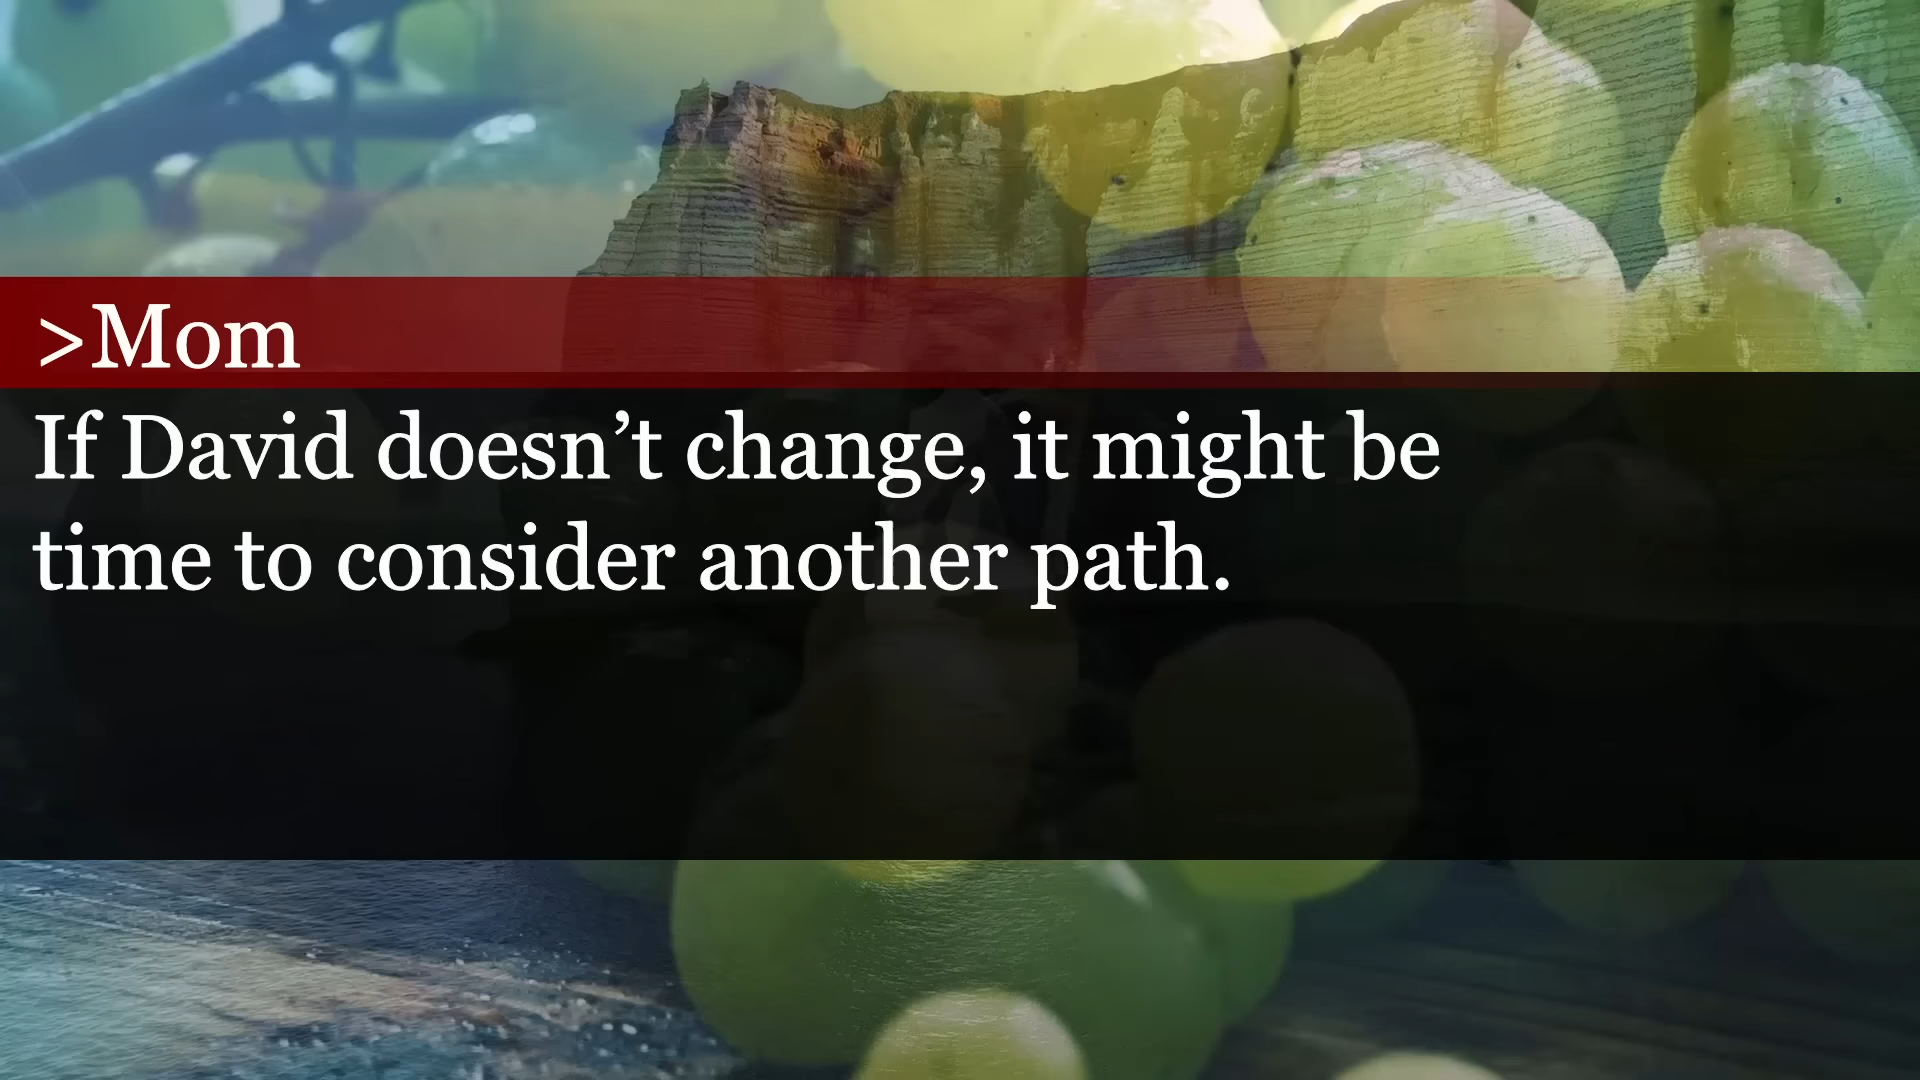 >Mom
If David doesn’t change, it might be
time to consider another path.